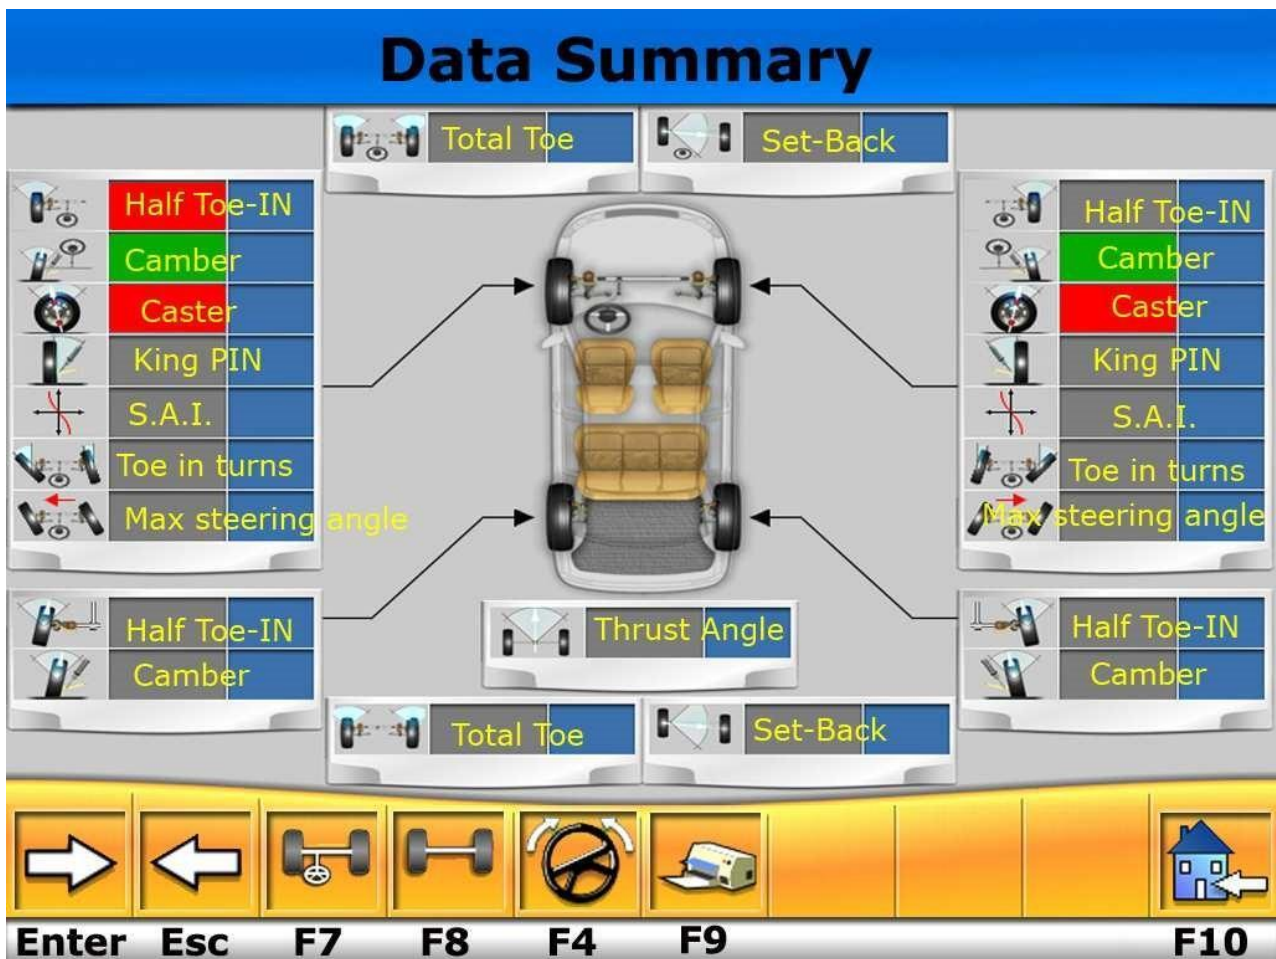 Data Summary
Total Toe
Set-Back
Half Toe-IN
Camber
Caster
King PIN
S.A.I.
Toe in turns
Max steering angle
Half Toe-IN
Camber
Caster
King PIN
S.A.I.
Toe in turns
Max steering angle
Half Toe-IN
Camber
Thrust Angle
Half Toe-IN
Camber
Total Toe
Set-Back
Enter
Esc
F7
F8
F4
F9
F10